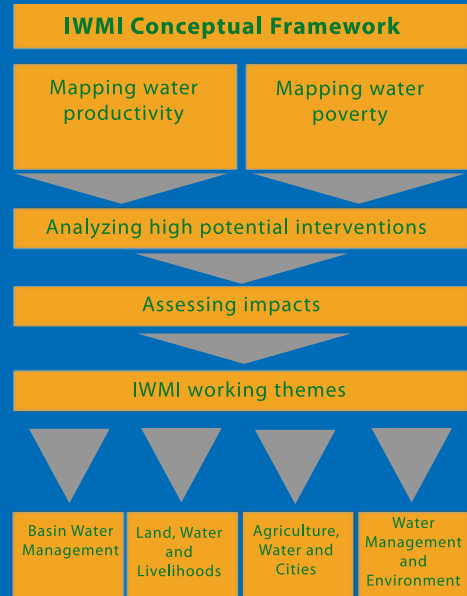 IWMI Conceptual Framework
Mapping water
productivity
Mapping water
poverty
Analyzing high potential interventions
Assessing impacts
IWMI working themes
Basin Water
Management
Land, Water
and
Livelihoods
Agriculture,
Water and
Cities
Water
Management
and
Environment